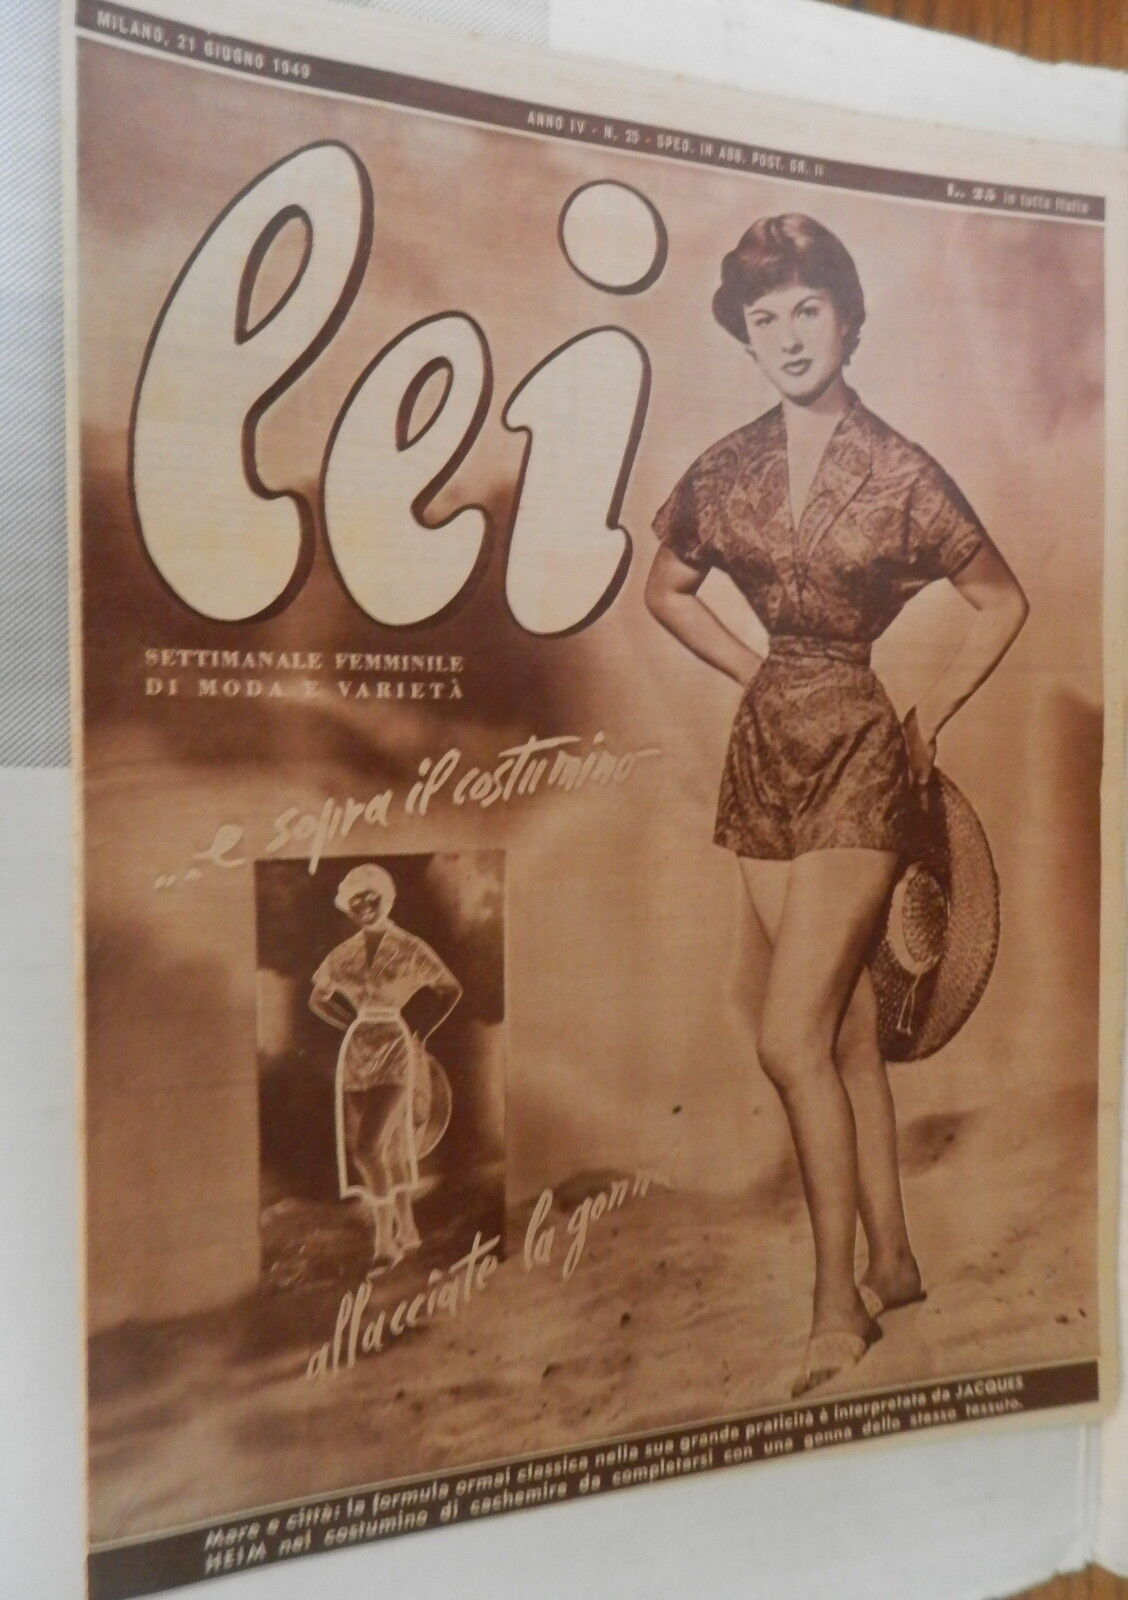 MILANO, 21 GIUGNO 1949
ANNO IV - N. 25 - SPED. IN ABB. POST. GR. II
L. 25 in tutta Italia
lei
SETTIMANALE FEMMINILE
DI MODA E VARIETÀ
...e sopra il costumino
allacciate la gonna
Mare e città: la formula ormai classica nella sua grande praticità è interpretata da JACQUES
HEIM nel costumino di cachemire da completarsi con una gonna dello stesso tessuto.